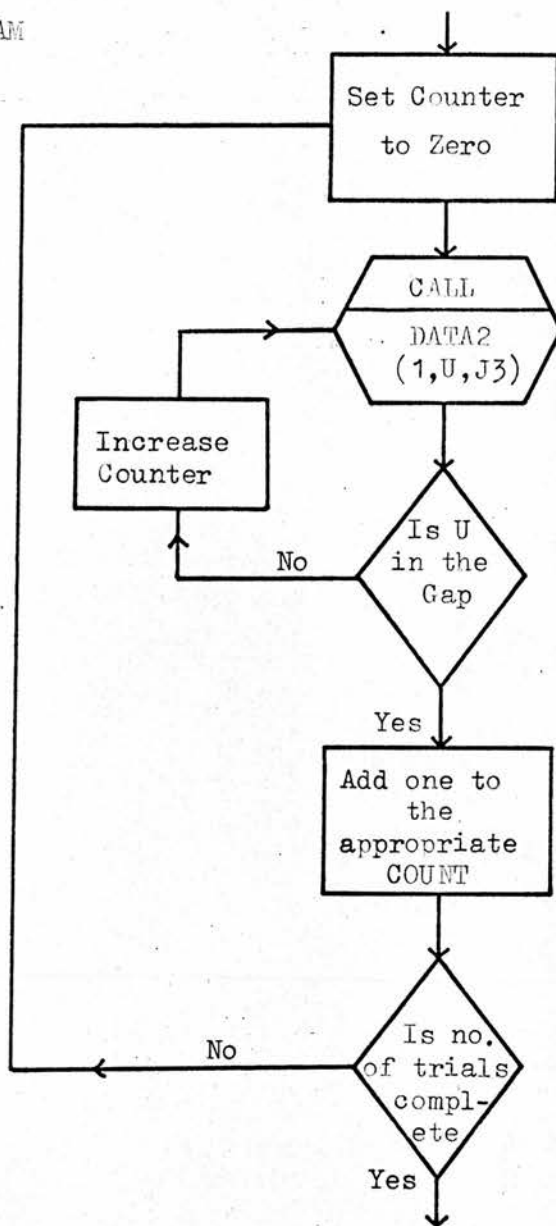 AM
Set Counter
to Zero
CALL
DATA2
(1,U,J3)
Increase
Counter
Is U
in the
Gap
No
Yes
Add one to
the
appropriate
COUNT
Is no.
of trials
compl-
ete
No
Yes